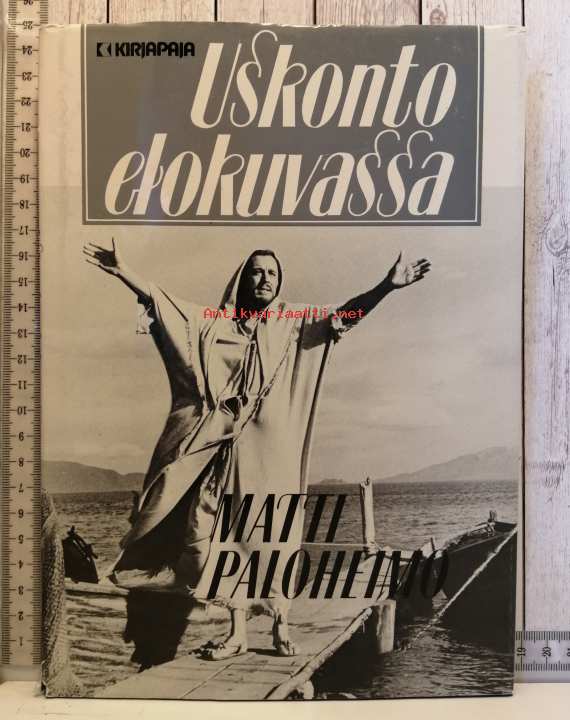 KIRJAPAJA
Uskonto
elokuvassa
Antikvariaatti.net
MATTI
PALOHEIMO